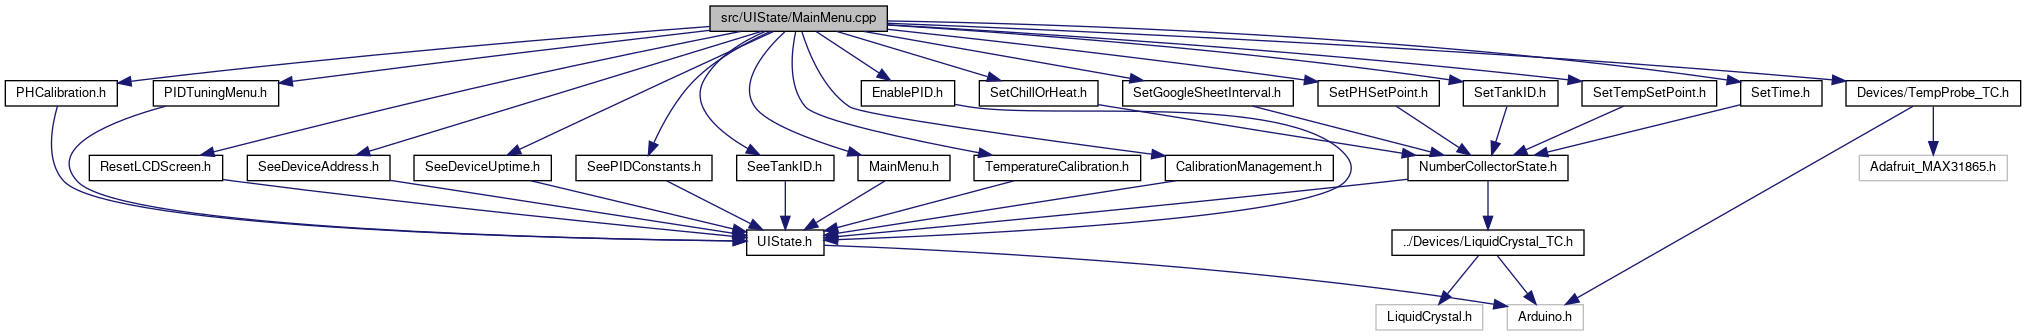 src/UIState/MainMenu.cpp
PHCalibration.h
PIDTuningMenu.h
EnablePID.h
SetChillOrHeat.h
SetGoogleSheetInterval.h
SetPHSetPoint.h
SetTankID.h
SetTempSetPoint.h
SetTime.h
Devices/TempProbe_TC.h
ResetLCDScreen.h
SeeDeviceAddress.h
SeeDeviceUptime.h
SeePIDConstants.h
SeeTankID.h
MainMenu.h
TemperatureCalibration.h
CalibrationManagement.h
NumberCollectorState.h
Adafruit_MAX31865.h
UIState.h
../Devices/LiquidCrystal_TC.h
LiquidCrystal.h
Arduino.h